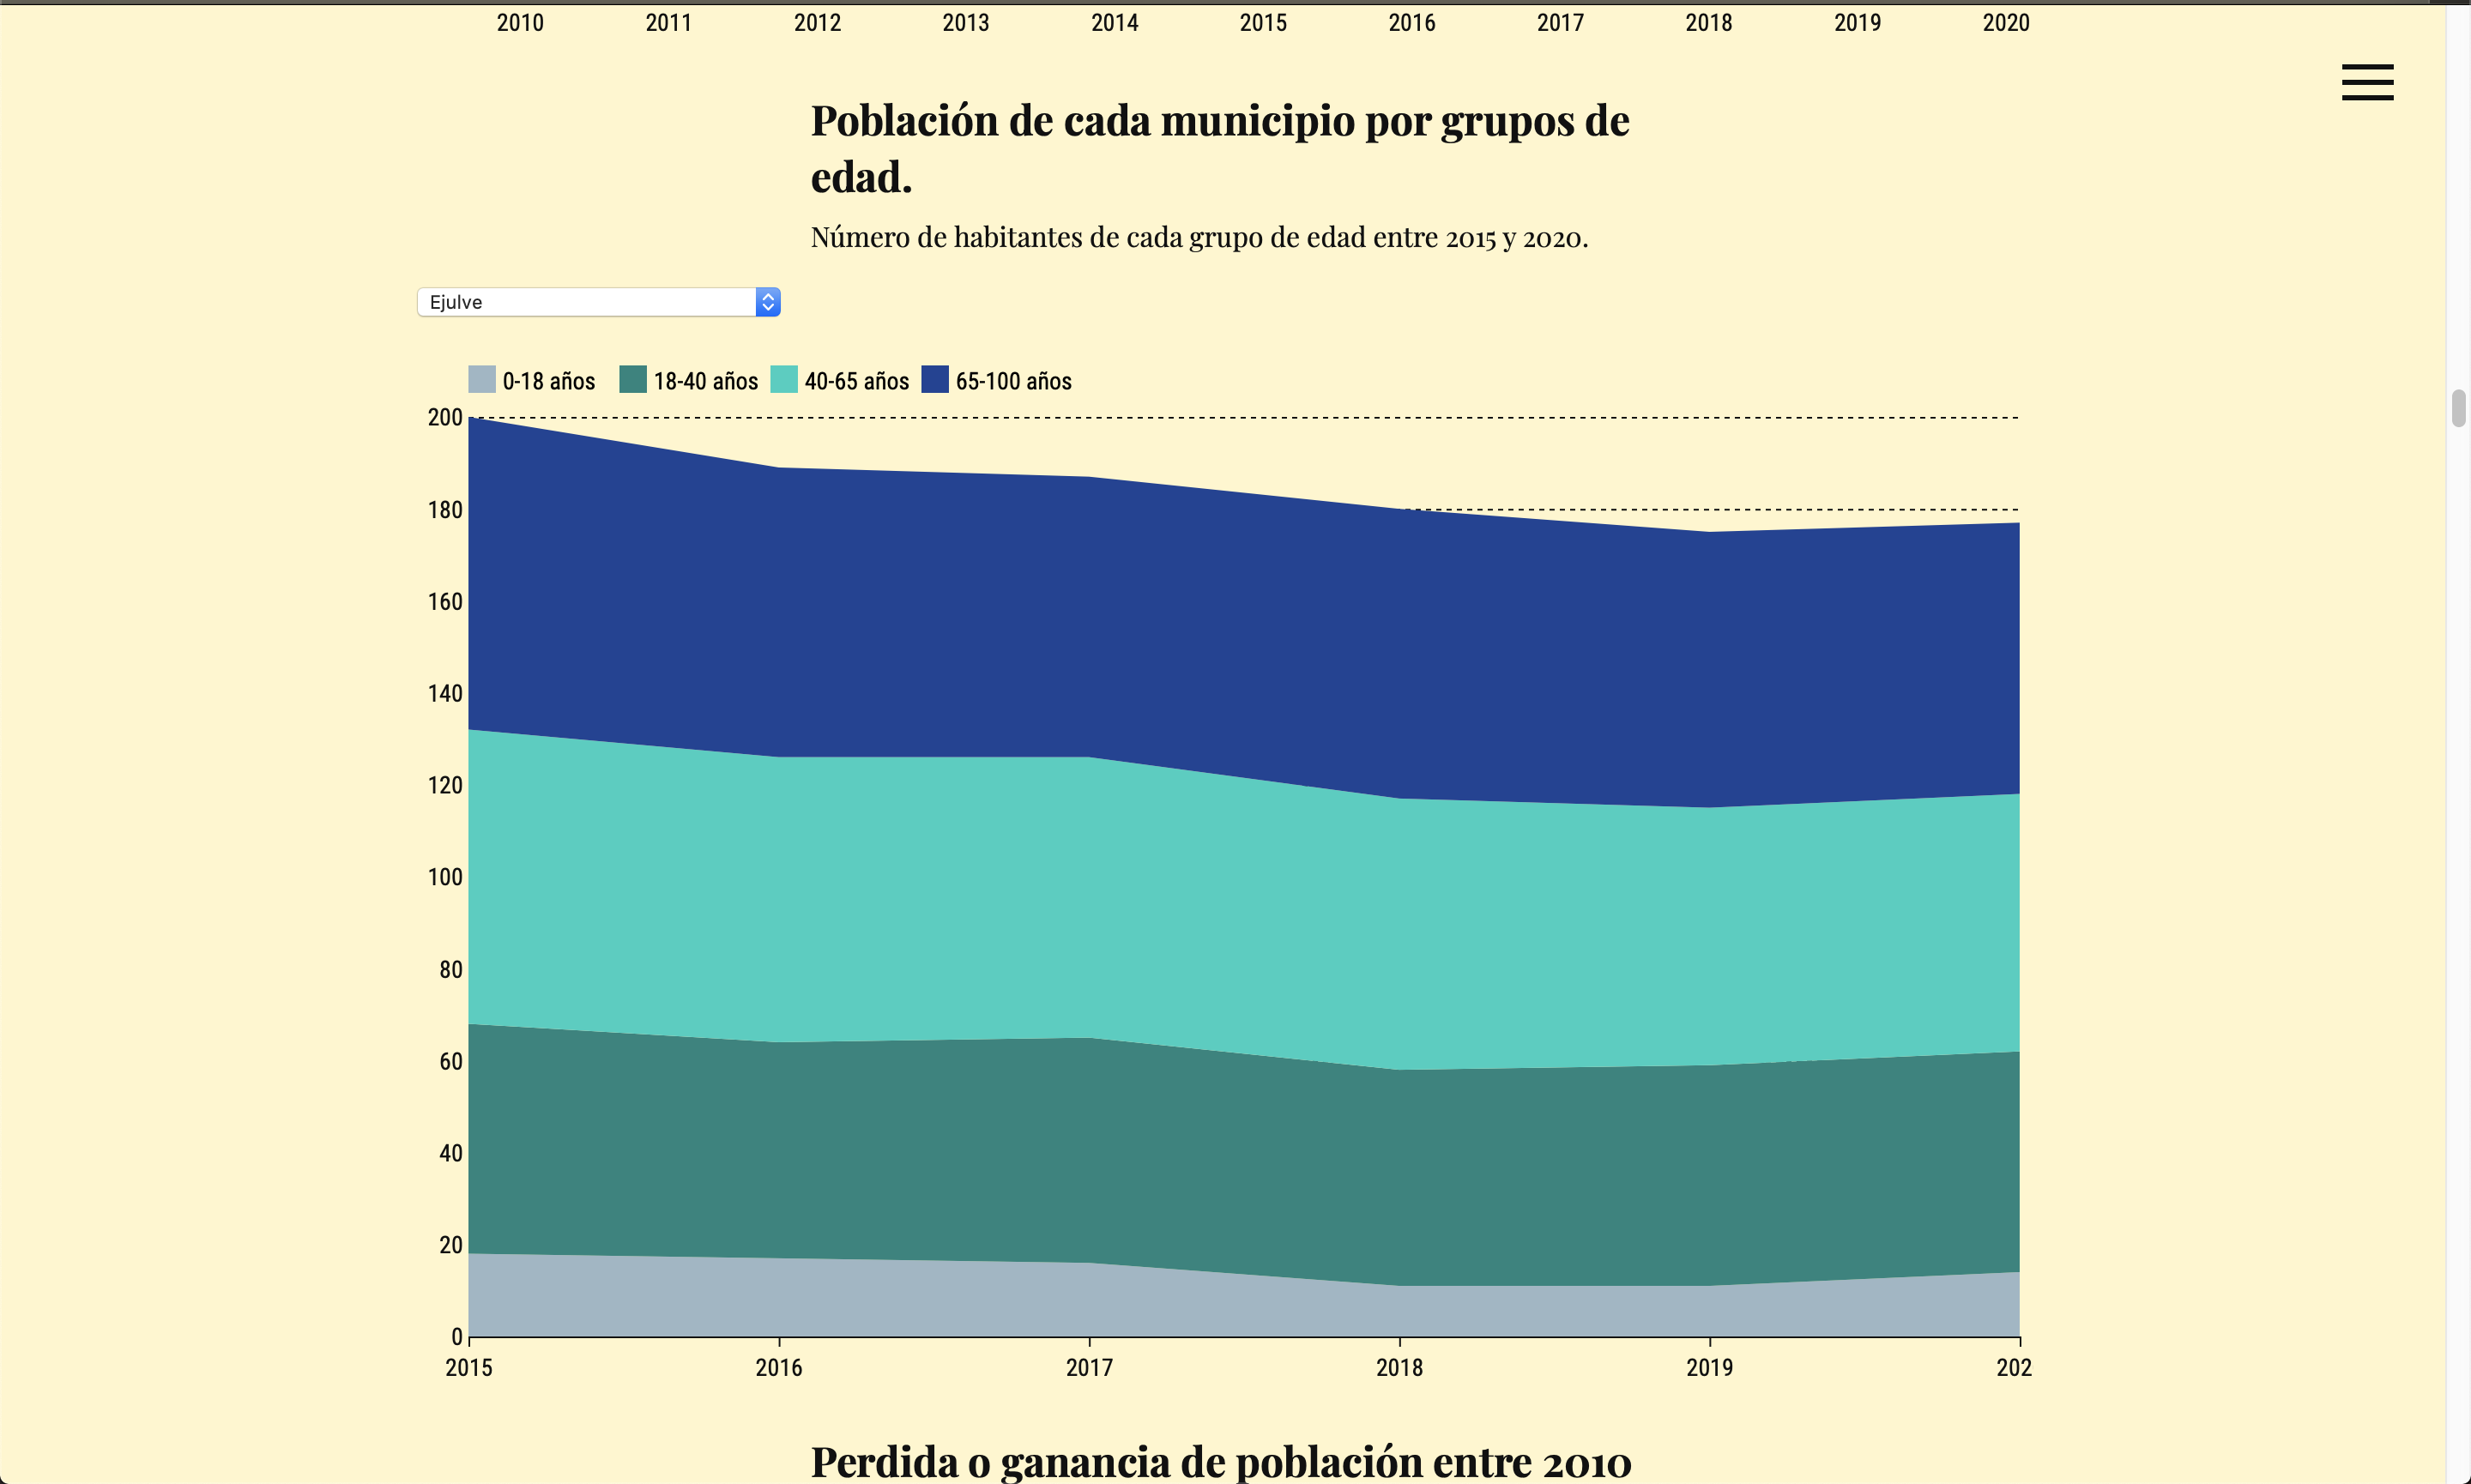 2010 2011 2012 2013 2014 2015 2016 2017 2018 2019 2020
Población de cada municipio por grupos de
edad.
Número de habitantes de cada grupo de edad entre 2015 y 2020.
Ejulve
0-18 años 18-40 años 40-65 años 65-100 años
200
180
160
140
120
100
80
60
40
20
0
2015 2016 2017 2018 2019 202
Perdida o ganancia de población entre 2010